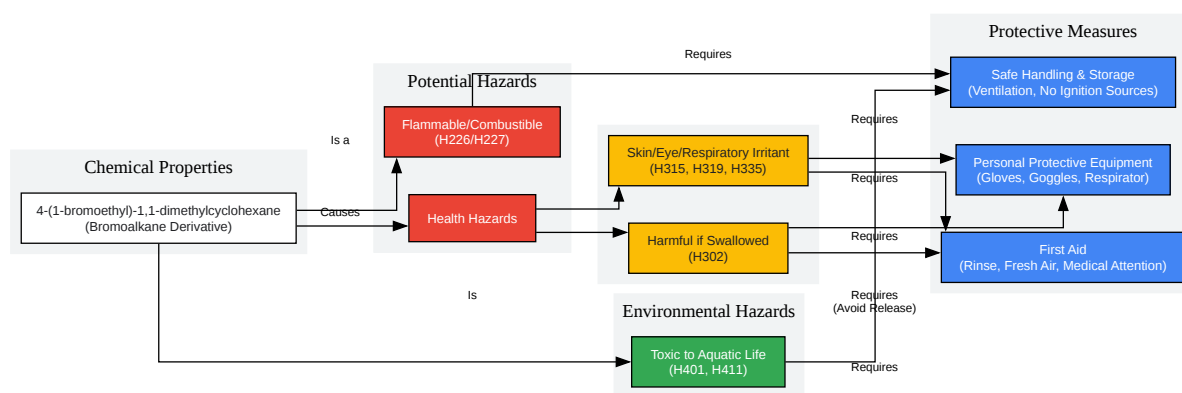 Protective Measures
Requires
Safe Handling & Storage
(Ventilation, No Ignition Sources)
Potential Hazards
Flammable/Combustible
(H226/H227)
Is a
Requires
Chemical Properties
Skin/Eye/Respiratory Irritant
(H315, H319, H335)
Personal Protective Equipment
(Gloves, Goggles, Respirator)
Requires
4-(1-bromoethyl)-1,1-dimethylcyclohexane
(Bromoalkane Derivative)
Causes
Health Hazards
Harmful if Swallowed
(H302)
Requires
First Aid
(Rinse, Fresh Air, Medical Attention)
Is
Requires
(Avoid Release)
Environmental Hazards
Toxic to Aquatic Life
(H401, H411)
Requires